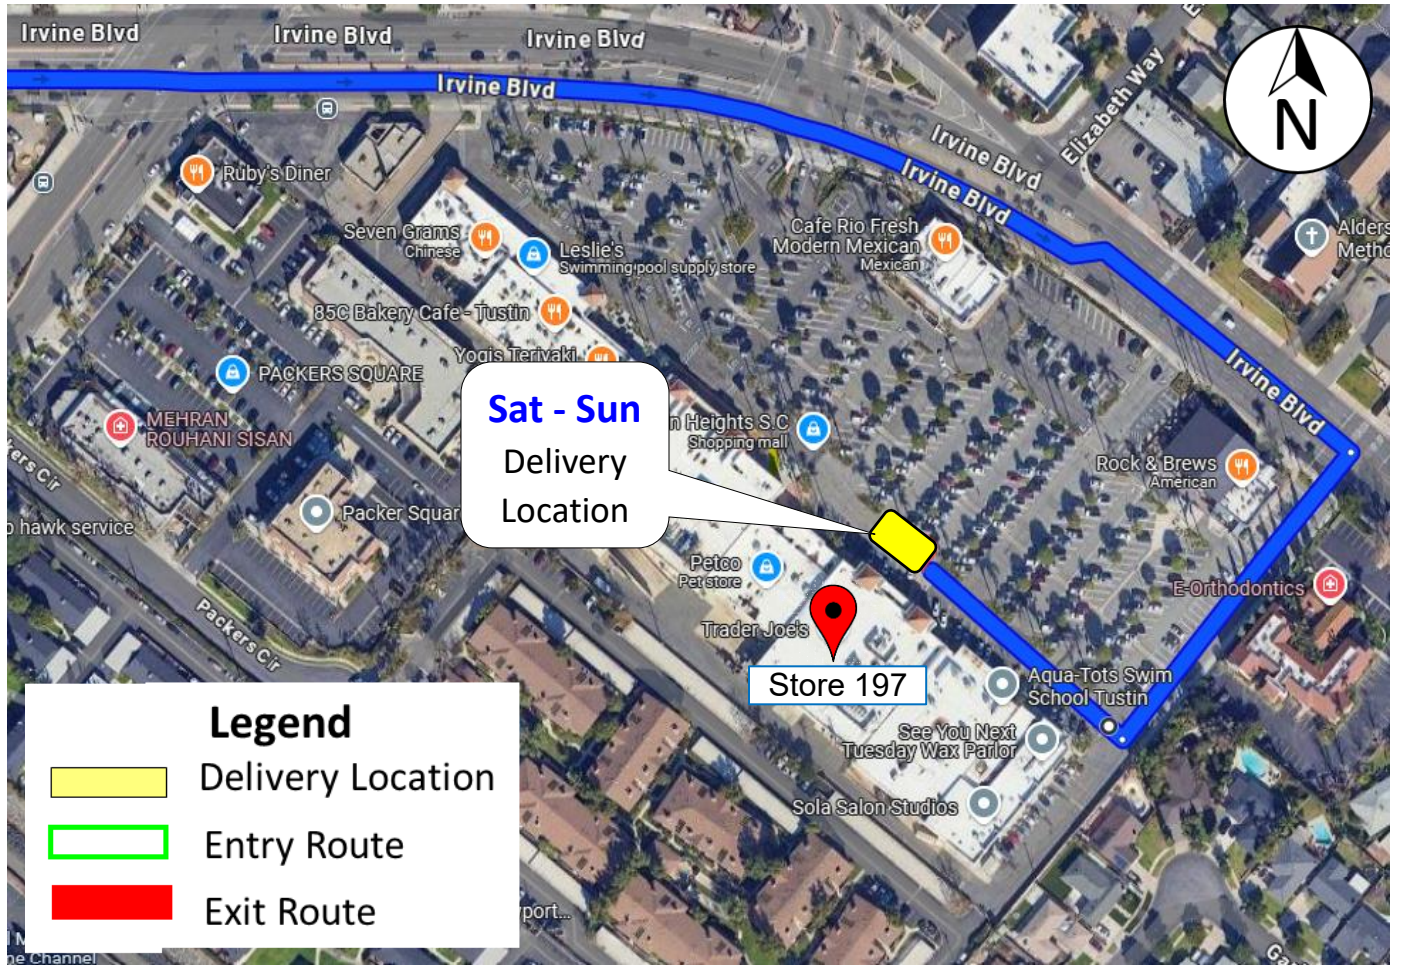 Irvine Blvd
Irvine Blvd
Irvine Blvd
Irvine Blvd
Elizabeth Way
N
Irvine Blvd
Irvine Blvd
Ruby's Diner
Seven Grams
Chinese
Leslie's
Swimming pool supply store
Cafe Rio Fresh
Modern Mexican
Mexican
85C Bakery Cafe - Tustin
Yogis Teriyaki
PACKERS SQUARE
Irvine Blvd
Sat - Sun
Delivery
Location
Heights S.C
Shopping mall
MEHRAN
ROUHANI SISAN
Rock & Brews
American
Packer
hawk service
Petco
Pet store
E-Orthodontics
Packers Cir
Trader Joe's
Store 197
Aqua-Tots Swim
School Tustin
See You Next
Tuesday Wax Parlor
Sola Salon Studios
Legend
Delivery Location
Entry Route
Exit Route
Channel